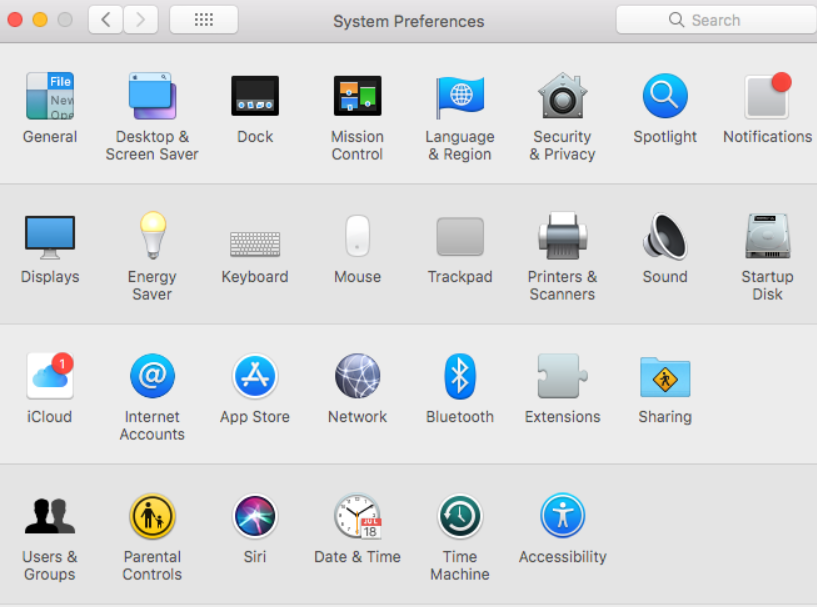 System Preferences
Search
File
New
Ope
General
Desktop &
Screen Saver
Dock
Mission
Control
Language
& Region
Security
& Privacy
Spotlight
Notifications
Displays
Energy
Saver
Keyboard
Mouse
Trackpad
Printers &
Scanners
Sound
Startup
Disk
1
iCloud
@
Internet
Accounts
App Store
Network
Bluetooth
Extensions
Sharing
Users &
Groups
Parental
Controls
Siri
JUL
18
Date & Time
Time
Machine
Accessibility